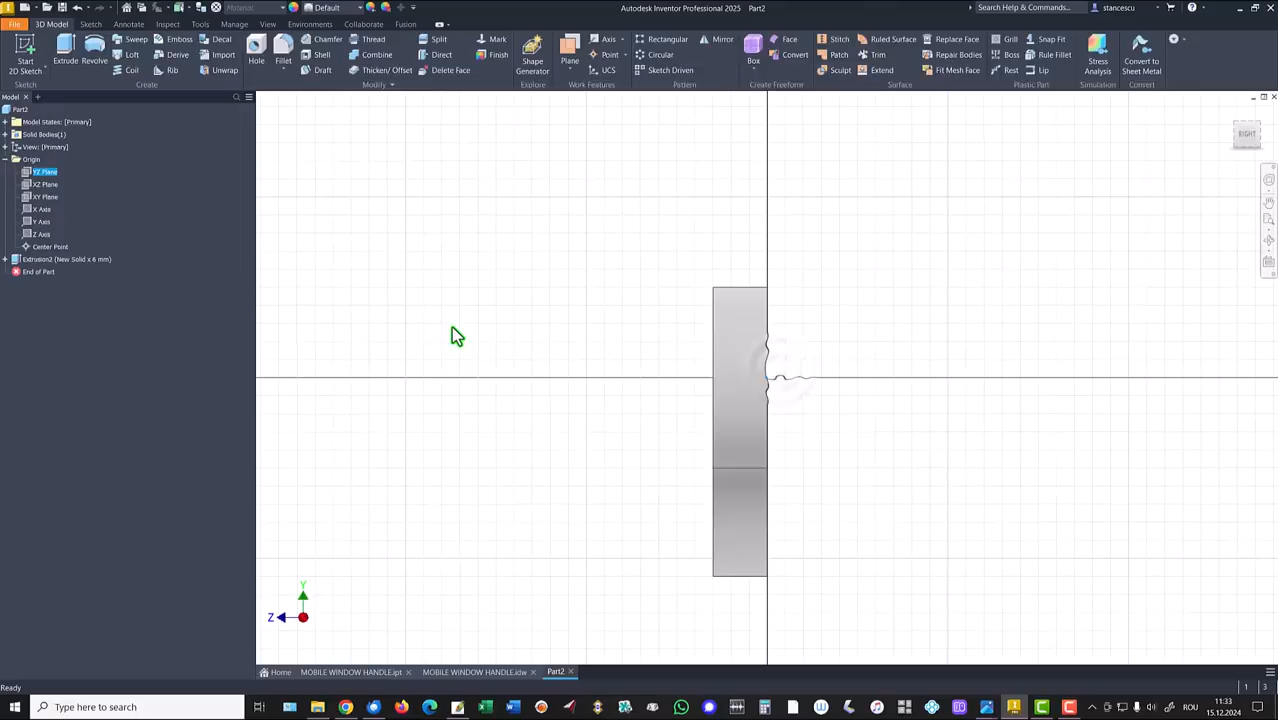 Material
Default
Autodesk Inventor Professional 2025 Part2
Search Help & Commands...
stancescu
File
3D Model
Sketch
Annotate
Inspect
Tools
Manage
View
Environments
Collaborate
Fusion
Start
2D Sketch
Extrude
Revolve
Sweep
Emboss
Decal
Loft
Derive
Import
Coil
Rib
Unwrap
Hole
Fillet
Chamfer
Thread
Shell
Combine
Draft
Thicken/ Offset
Split
Direct
Delete Face
Mark
Finish
Shape
Generator
Plane
Axis
Point
UCS
Rectangular
Circular
Sketch Driven
Mirror
Box
Face
Convert
Stitch
Patch
Sculpt
Ruled Surface
Trim
Extend
Replace Face
Repair Bodies
Fit Mesh Face
Grill
Boss
Rest
Snap Fit
Rule Fillet
Lip
Stress
Analysis
Convert to
Sheet Metal
Sketch
Create
Modify
Explore
Work Features
Pattern
Create Freeform
Surface
Plastic Part
Simulation
Convert
Model
Part2
Model States: [Primary]
Solid Bodies(1)
View: [Primary]
Origin
YZ Plane
XZ Plane
XY Plane
X Axis
Y Axis
Z Axis
Center Point
Extrusion2 (New Solid x 6 mm)
End of Part
RIGHT
Y
Z
Home
MOBILE WINDOW HANDLE.ipt
MOBILE WINDOW HANDLE.idw
Part2
Ready
1
3
Type here to search
ROU
11:33
15.12.2024